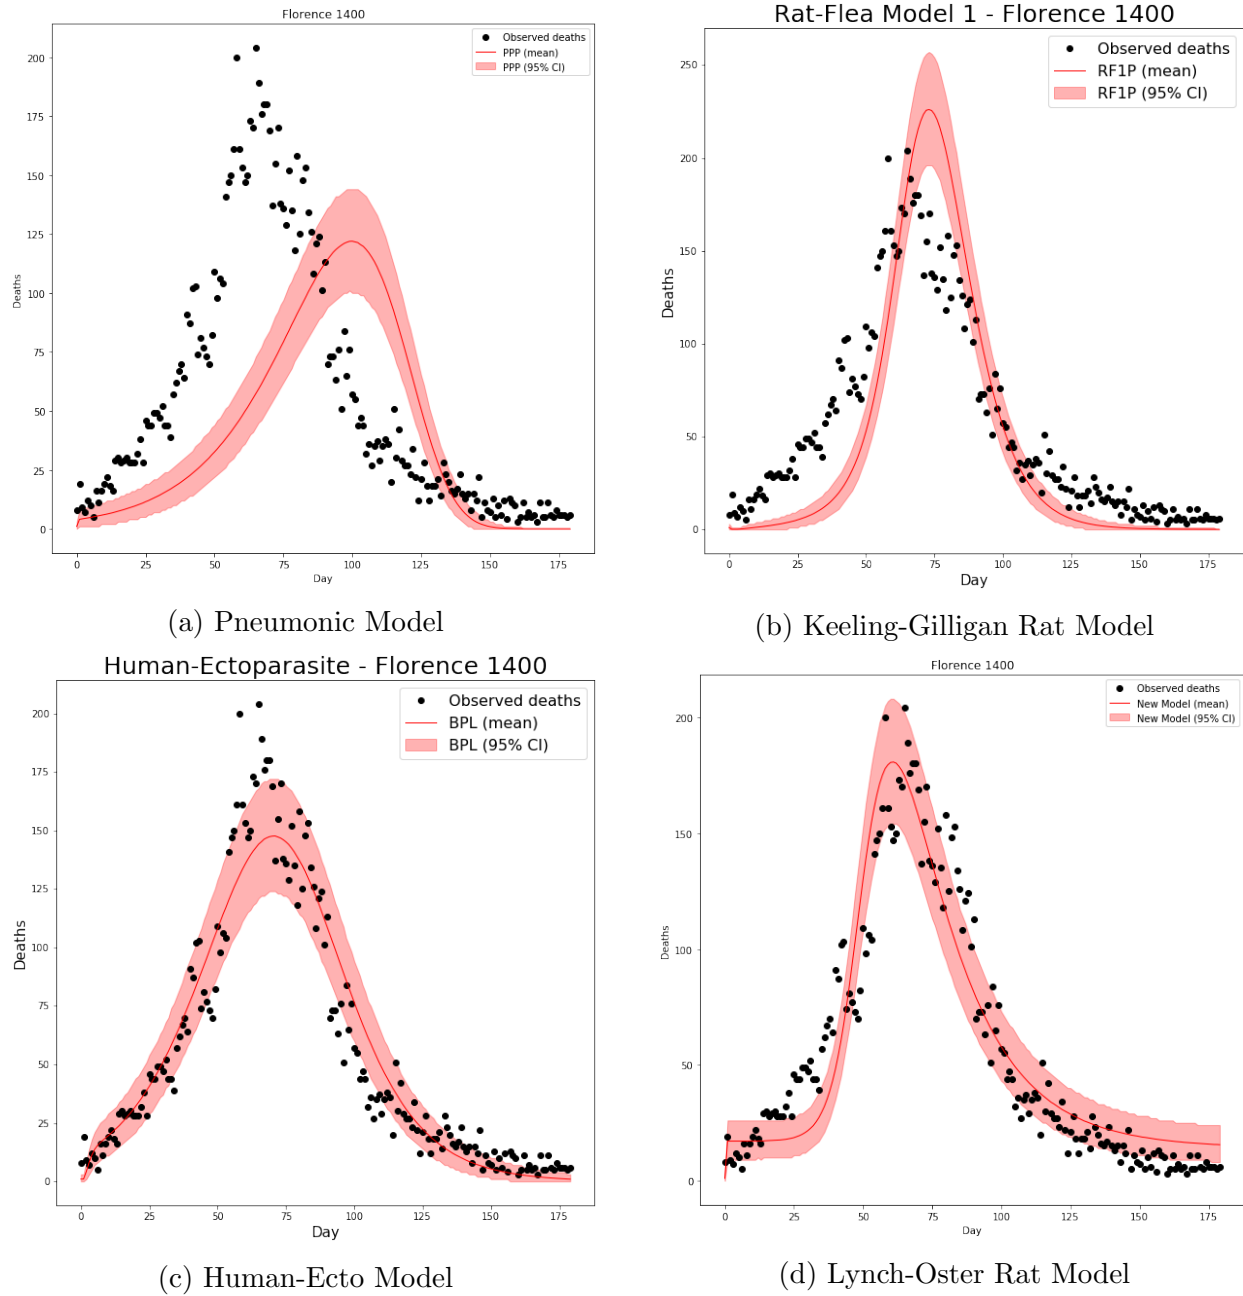 Florence 1400
Observed deaths
PPP (mean)
PPP (95% CI)
Deaths
200
175
150
125
100
75
50
25
0
0 25 50 75 100 125 150 175
Day
(a) Pneumonic Model
Rat-Flea Model 1 - Florence 1400
Observed deaths
RF1P (mean)
RF1P (95% CI)
Deaths
250
200
150
100
50
0
0 25 50 75 100 125 150 175
Day
(b) Keeling-Gilligan Rat Model
Human-Ectoparasite - Florence 1400
Observed deaths
BPL (mean)
BPL (95% CI)
Deaths
200
175
150
125
100
75
50
25
0
0 25 50 75 100 125 150 175
Day
(c) Human-Ecto Model
Florence 1400
Observed deaths
New Model (mean)
New Model (95% CI)
Deaths
200
150
100
50
0
0 25 50 75 100 125 150 175
Day
(d) Lynch-Oster Rat Model